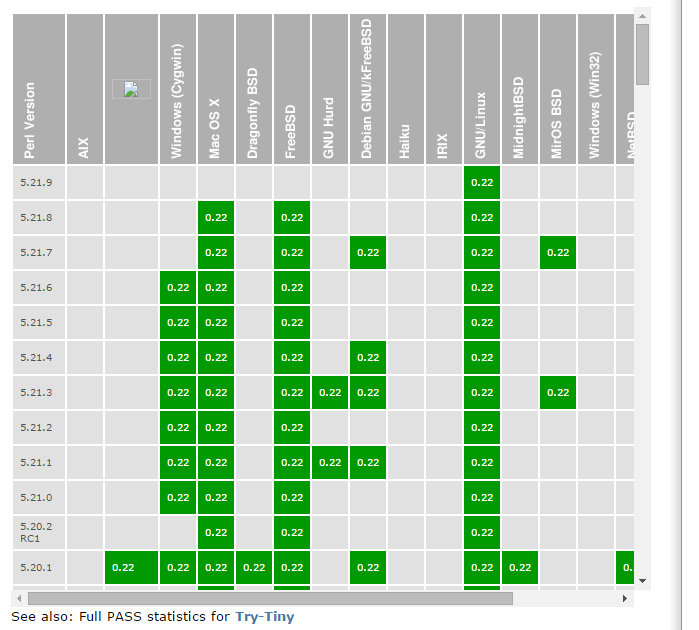 Perl Version AIX Windows (Cygwin) Mac OS X Dragonfly BSD FreeBSD GNU Hurd Debian GNU/kFreeBSD Haiku IRIX GNU/Linux MidnightBSD MirOS BSD Windows (Win32) NetBSD
5.21.9 0.22
5.21.8 0.22 0.22 0.22
5.21.7 0.22 0.22 0.22 0.22 0.22
5.21.6 0.22 0.22 0.22 0.22
5.21.5 0.22 0.22 0.22 0.22
5.21.4 0.22 0.22 0.22 0.22 0.22
5.21.3 0.22 0.22 0.22 0.22 0.22 0.22 0.22
5.21.2 0.22 0.22 0.22 0.22
5.21.1 0.22 0.22 0.22 0.22 0.22 0.22
5.21.0 0.22 0.22 0.22 0.22
5.20.2
RC1 0.22 0.22 0.22
5.20.1 0.22 0.22 0.22 0.22 0.22 0.22 0.22 0.22 0.
See also: Full PASS statistics for Try-Tiny